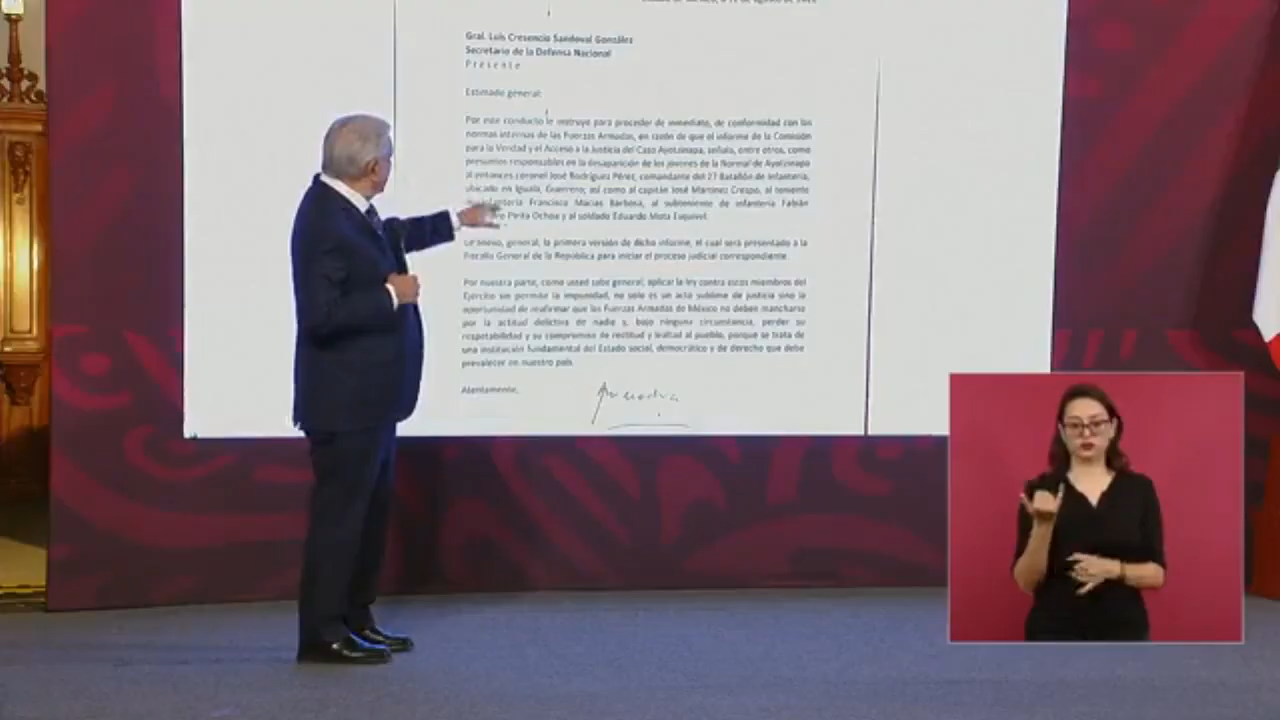 Gral. Luis Cresencio Sandoval González
Secretario de la Defensa Nacional
Presente
Estimado general:
Por este conducto le instruyo para proceder de inmediato, de conformidad con las
normas internas de las Fuerzas Armadas, en razón de que el informe de la Comisión
para la Verdad y el Acceso a la Justicia del Caso Ayotzinapa, señala, entre otros, como
presuntos responsables en la desaparición de los jóvenes de la Normal de Ayotzinapa
al entonces coronel José Rodríguez Pérez, comandante del 27 Batallón de Infantería,
ubicado en Iguala, Guerrero; así como al capitán José Martínez Crespo, al teniente
Francisco Macías Barbosa, al subteniente de infantería Fabián
Pirita Ochoa y al soldado Eduardo Mota Esquivel.
Le anexo, general, la primera versión de dicho informe, el cual será presentado a la
Fiscalía General de la República para iniciar el proceso judicial correspondiente.
Por nuestra parte, como usted sabe general, aplicar la ley contra estos miembros del
Ejército sin permitir la impunidad, no solo es un acto sublime de justicia sino la
oportunidad de reafirmar que las Fuerzas Armadas de México no deben mancharse
por la actitud delictiva de nadie y, bajo ninguna circunstancia, perder su
respetabilidad y su compromiso de rectitud y lealtad al pueblo, porque se trata de
una institución fundamental del Estado social, democrático y de derecho que debe
prevalecer en nuestro país.
Atentamente,